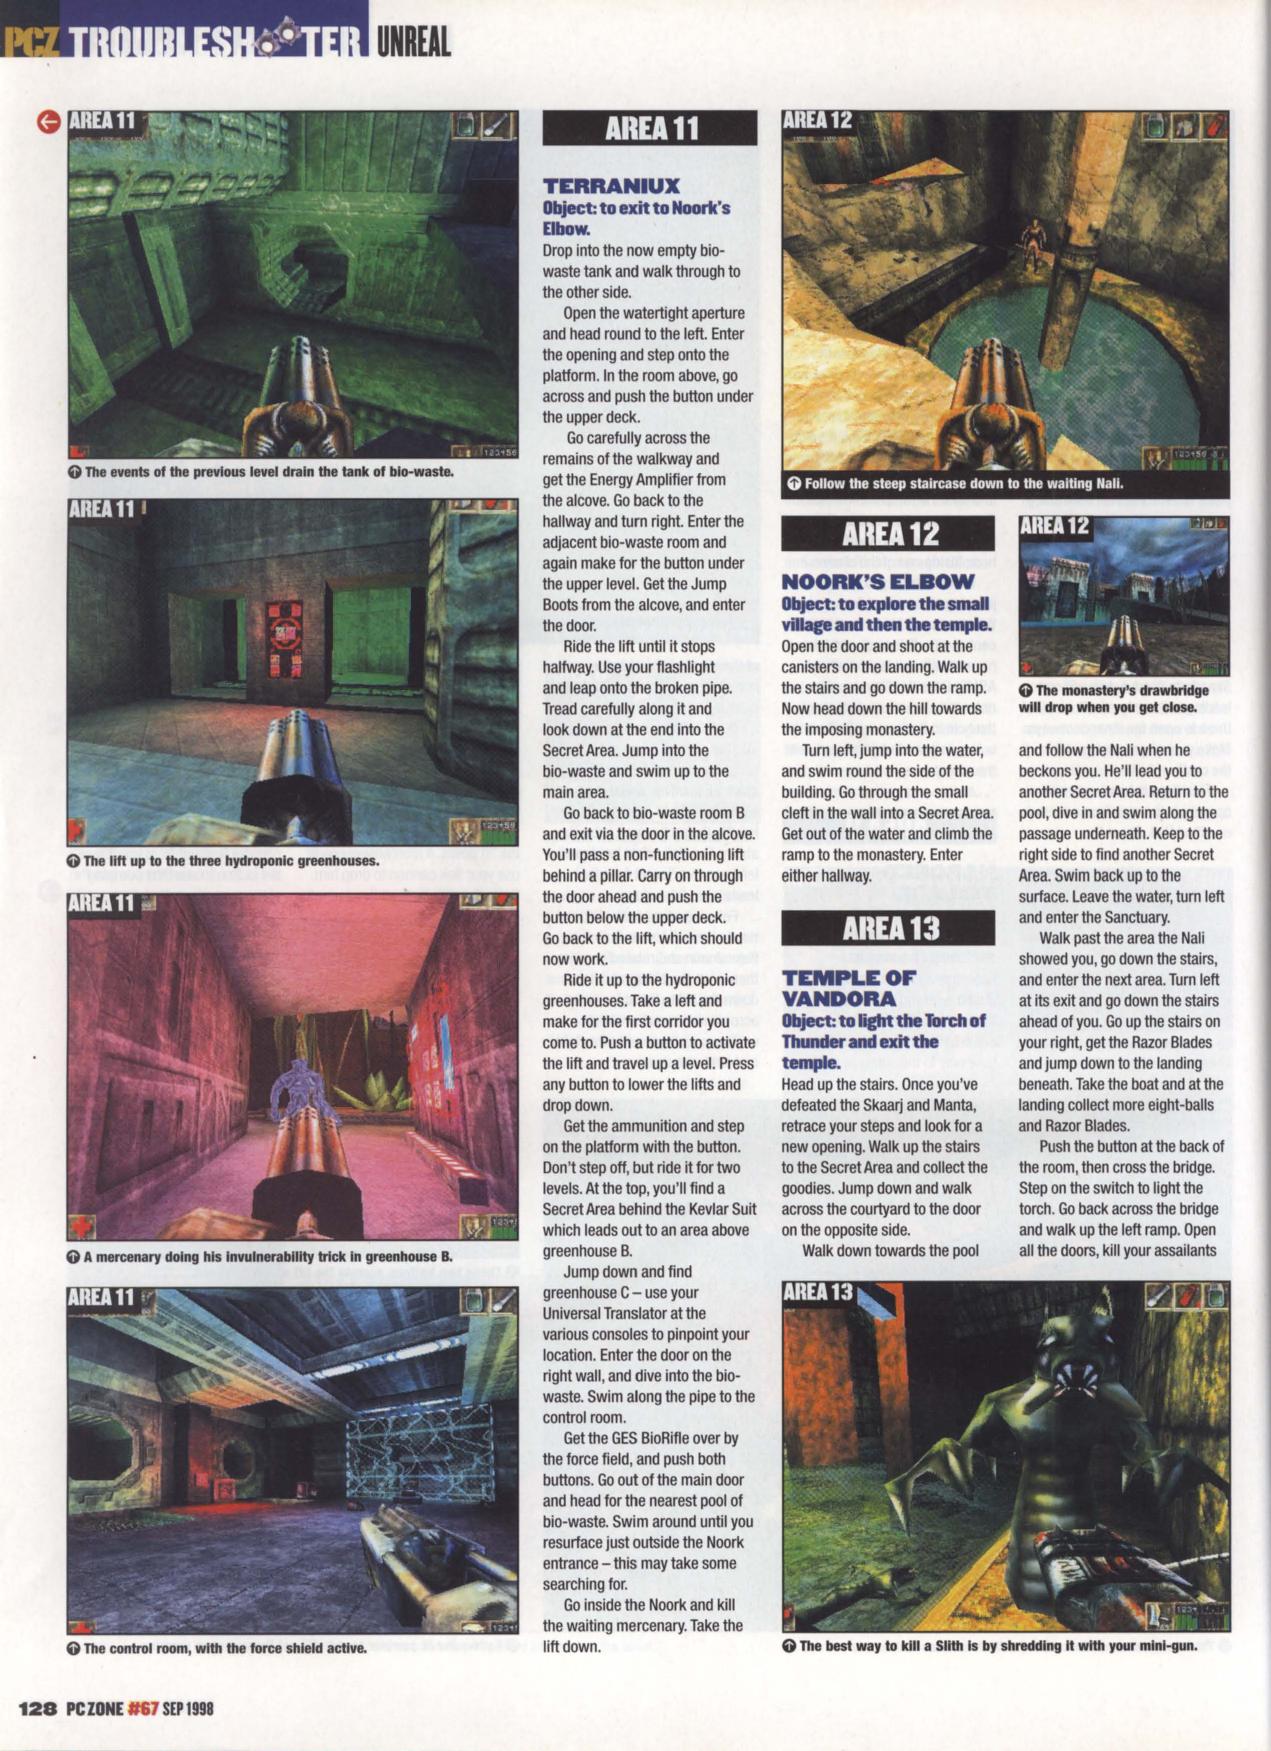 PCZ TROUBLESHOOTER UNREAL
AREA 11
The events of the previous level drain the tank of bio-waste.
AREA 11
The lift up to the three hydroponic greenhouses.
AREA 11
A mercenary doing his invulnerability trick in greenhouse B.
AREA 11
The control room, with the force shield active.
AREA 11
TERRANIUX
Object: to exit to Noork's
Elbow.
Drop into the now empty bio-
waste tank and walk through to
the other side.
Open the watertight aperture
and head round to the left. Enter
the opening and step onto the
platform. In the room above, go
across and push the button under
the upper deck.
Go carefully across the
remains of the walkway and
get the Energy Amplifier from
the alcove. Go back to the
hallway and turn right. Enter the
adjacent bio-waste room and
again make for the button under
the upper level. Get the Jump
Boots from the alcove, and enter
the door.
Ride the lift until it stops
halfway. Use your flashlight
and leap onto the broken pipe.
Tread carefully along it and
look down at the end into the
Secret Area. Jump into the
bio-waste and swim up to the
main area.
Go back to bio-waste room B
and exit via the door in the alcove.
You'll pass a non-functioning lift
behind a pillar. Carry on through
the door ahead and push the
button below the upper deck.
Go back to the lift, which should
now work.
Ride it up to the hydroponic
greenhouses. Take a left and
make for the first corridor you
come to. Push a button to activate
the lift and travel up a level. Press
any button to lower the lifts and
drop down.
Get the ammunition and step
on the platform with the button.
Don't step off, but ride it for two
levels. At the top, you'll find a
Secret Area behind the Kevlar Suit
which leads out to an area above
greenhouse B.
Jump down and find
greenhouse C – use your
Universal Translator at the
various consoles to pinpoint your
location. Enter the door on the
right wall, and dive into the bio-
waste. Swim along the pipe to the
control room.
Get the GES BioRifle over by
the force field, and push both
buttons. Go out of the main door
and head for the nearest pool of
bio-waste. Swim around until you
resurface just outside the Noork
entrance – this may take some
searching for.
Go inside the Noork and kill
the waiting mercenary. Take the
lift down.
AREA 12
Follow the steep staircase down to the waiting Nali.
AREA 12
NOORK'S ELBOW
Object: to explore the small
village and then the temple.
Open the door and shoot at the
canisters on the landing. Walk up
the stairs and go down the ramp.
Now head down the hill towards
the imposing monastery.
Turn left, jump into the water,
and swim round the side of the
building. Go through the small
cleft in the wall into a Secret Area.
Get out of the water and climb the
ramp to the monastery. Enter
either hallway.
AREA 12
The monastery's drawbridge
will drop when you get close.
AREA 13
TEMPLE OF
VANDORA
Object: to light the Torch of
Thunder and exit the
temple.
Head up the stairs. Once you've
defeated the Skaarj and Manta,
retrace your steps and look for a
new opening. Walk up the stairs
to the Secret Area and collect the
goodies. Jump down and walk
across the courtyard to the door
on the opposite side.
Walk down towards the pool
and follow the Nali when he
beckons you. He'll lead you to
another Secret Area. Return to the
pool, dive in and swim along the
passage underneath. Keep to the
right side to find another Secret
Area. Swim back up to the
surface. Leave the water, turn left
and enter the Sanctuary.
Walk past the area the Nali
showed you, go down the stairs,
and enter the next area. Turn left
at its exit and go down the stairs
ahead of you. Go up the stairs on
your right, get the Razor Blades
and jump down to the landing
beneath. Take the boat and at the
landing collect more eight-balls
and Razor Blades.
Push the button at the back of
the room, then cross the bridge.
Step on the switch to light the
torch. Go back across the bridge
and walk up the left ramp. Open
all the doors, kill your assailants
AREA 13
The best way to kill a Slith is by shredding it with your mini-gun.
128 PC ZONE #67 SEP 1998